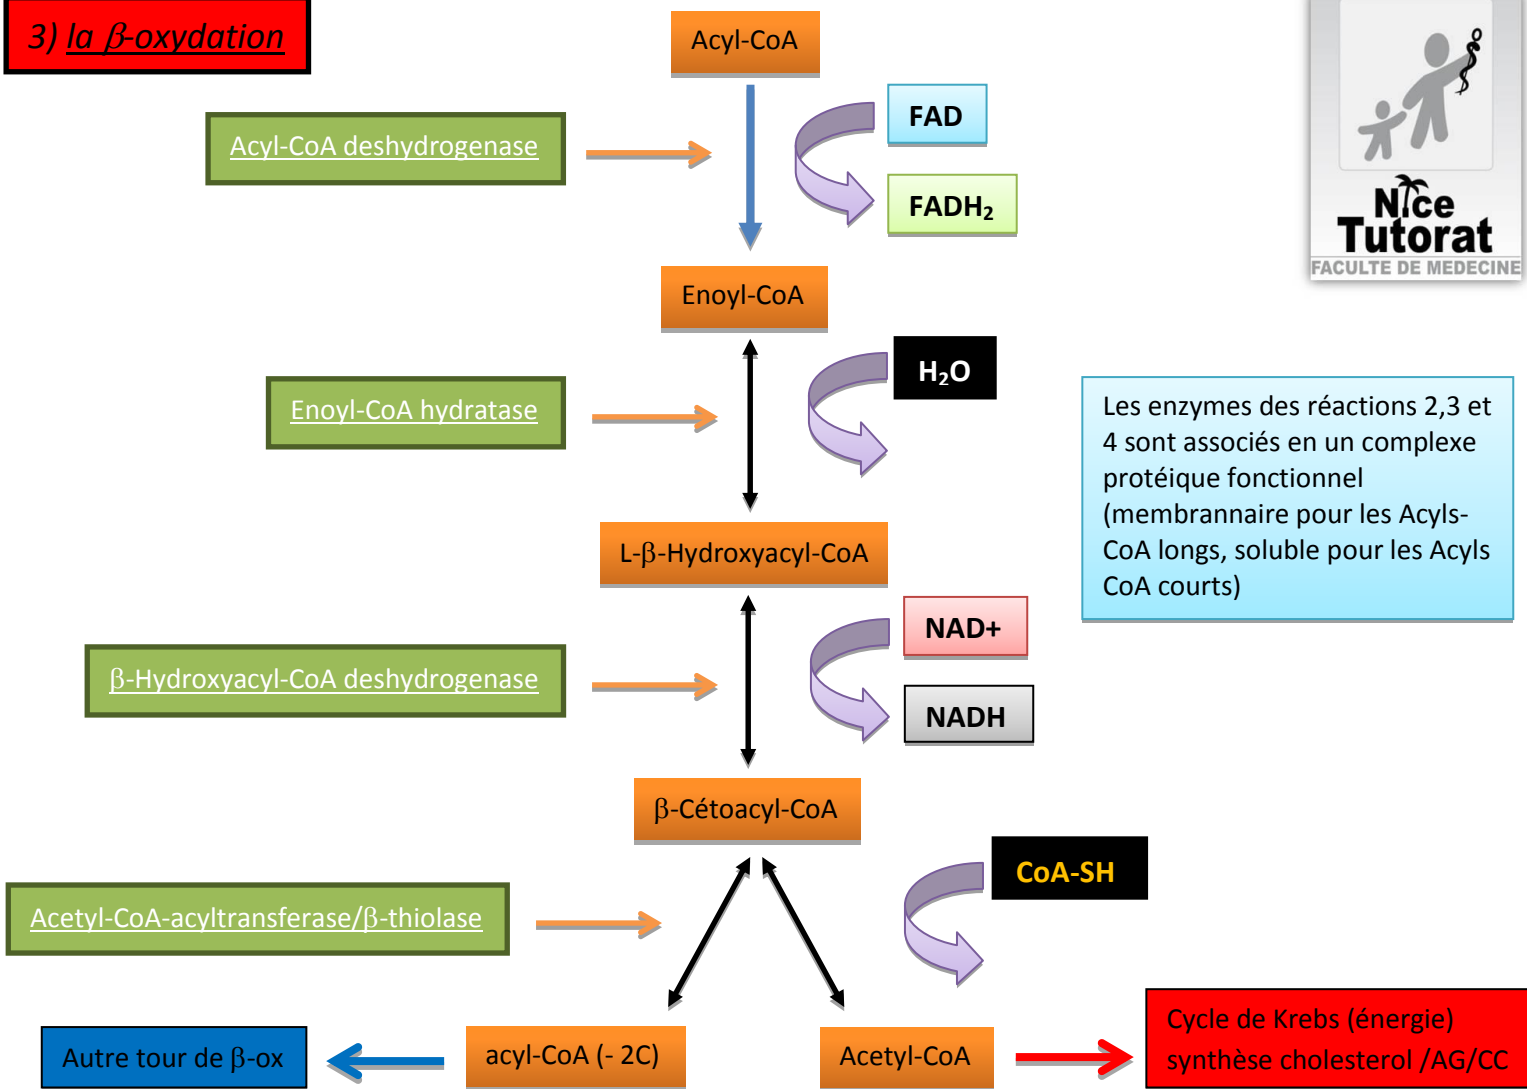 3) la β-oxydation
Acyl-CoA
Acyl-CoA deshydrogenase
FAD
FADH₂
Nice
Tutorat
FACULTE DE MEDECINE
Enoyl-CoA
Enoyl-CoA hydratase
H₂O
Les enzymes des réactions 2,3 et
4 sont associés en un complexe
protéique fonctionnel
(membrannaire pour les Acyls-
CoA longs, soluble pour les Acyls
CoA courts)
L-β-Hydroxyacyl-CoA
β-Hydroxyacyl-CoA deshydrogenase
NAD+
NADH
β-Cétoacyl-CoA
Acetyl-CoA-acyltransferase/β-thiolase
CoA-SH
Autre tour de β-ox
acyl-CoA (- 2C)
Acetyl-CoA
Cycle de Krebs (énergie)
synthèse cholesterol /AG/CC